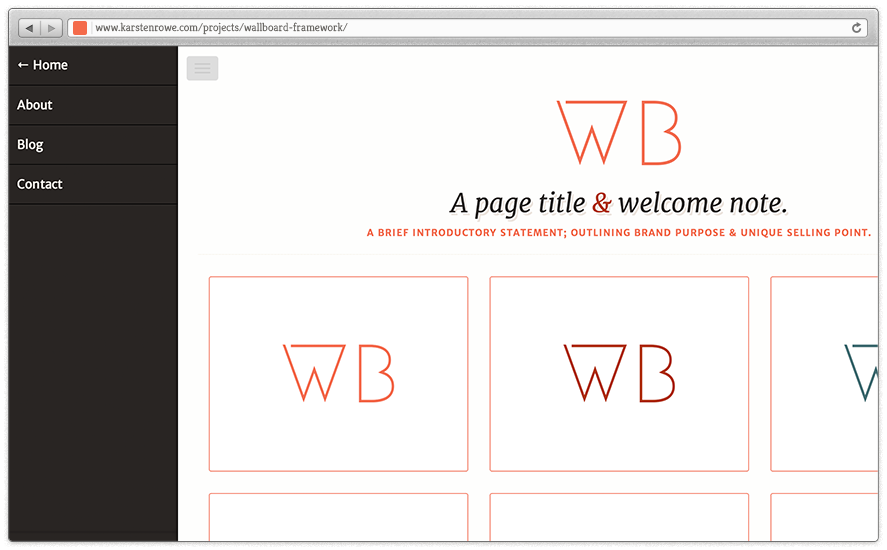 www.karstenrowe.com/projects/wallboard-framework/
← Home
About
Blog
Contact
WB
A page title & welcome note.
A BRIEF INTRODUCTORY STATEMENT; OUTLINING BRAND PURPOSE & UNIQUE SELLING POINT.
WB WB W